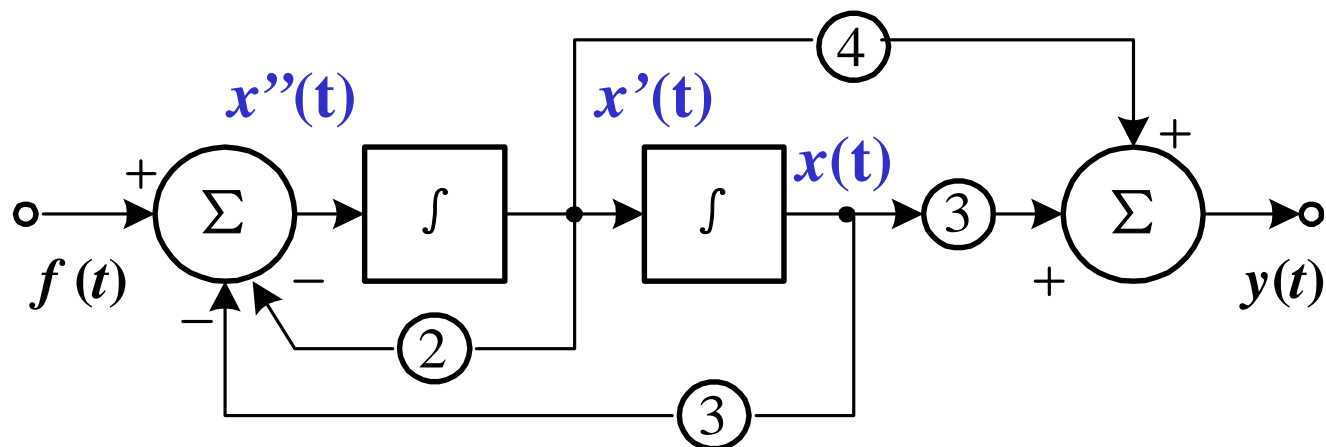 4
x”(t)
x’(t)
x(t)
+
+
Σ
∫
∫
3
Σ
f (t)
−
+
y(t)
−
2
3